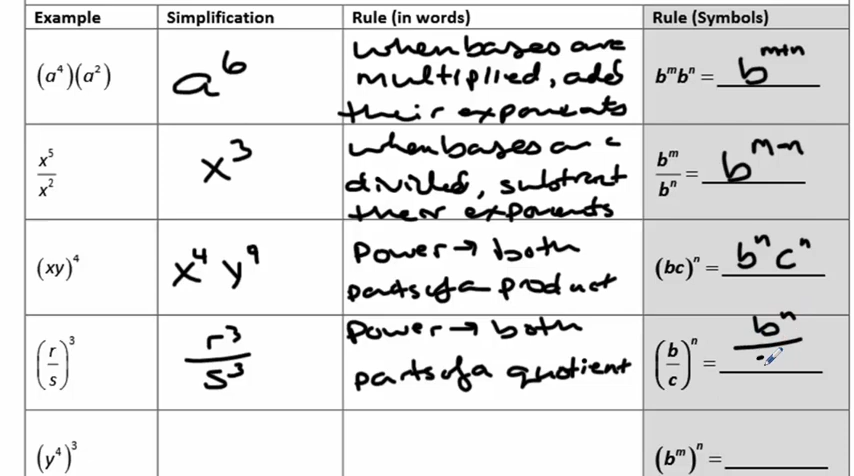 Example Simplification Rule (in words) Rule (Symbols)
(a⁴)(a²) a⁶ when bases are multiplied, add their exponents bᵐbⁿ = bᵐ⁺ⁿ
x⁵/x² x³ when bases are divided, subtract their exponents bᵐ/bⁿ = bᵐ⁻ⁿ
(xy)⁴ x⁴ y⁹ Power → both parts of a product (bc)ⁿ = bⁿ cⁿ
(r/s)³ r³/s³ Power → both parts of a quotient (b/c)ⁿ = bⁿ
(y⁴)³ (bᵐ)ⁿ =